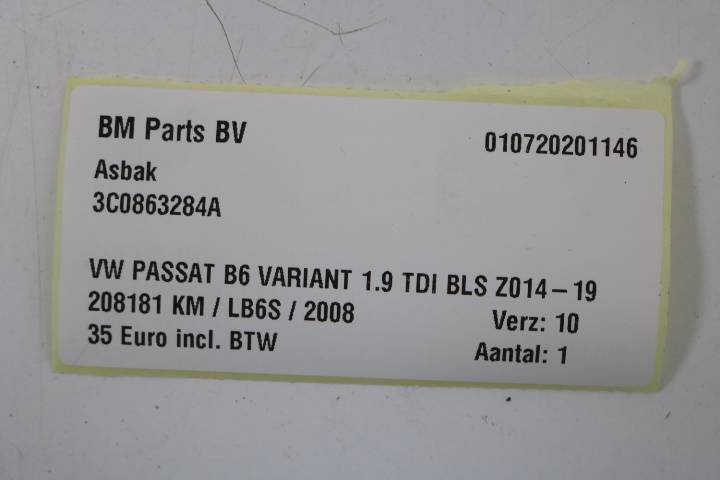 BM Parts BV 010720201146
Asbak
3C0863284A
VW PASSAT B6 VARIANT 1.9 TDI BLS Z014-19
208181 KM / LB6S / 2008 Verz: 10
35 Euro incl. BTW Aantal: 1